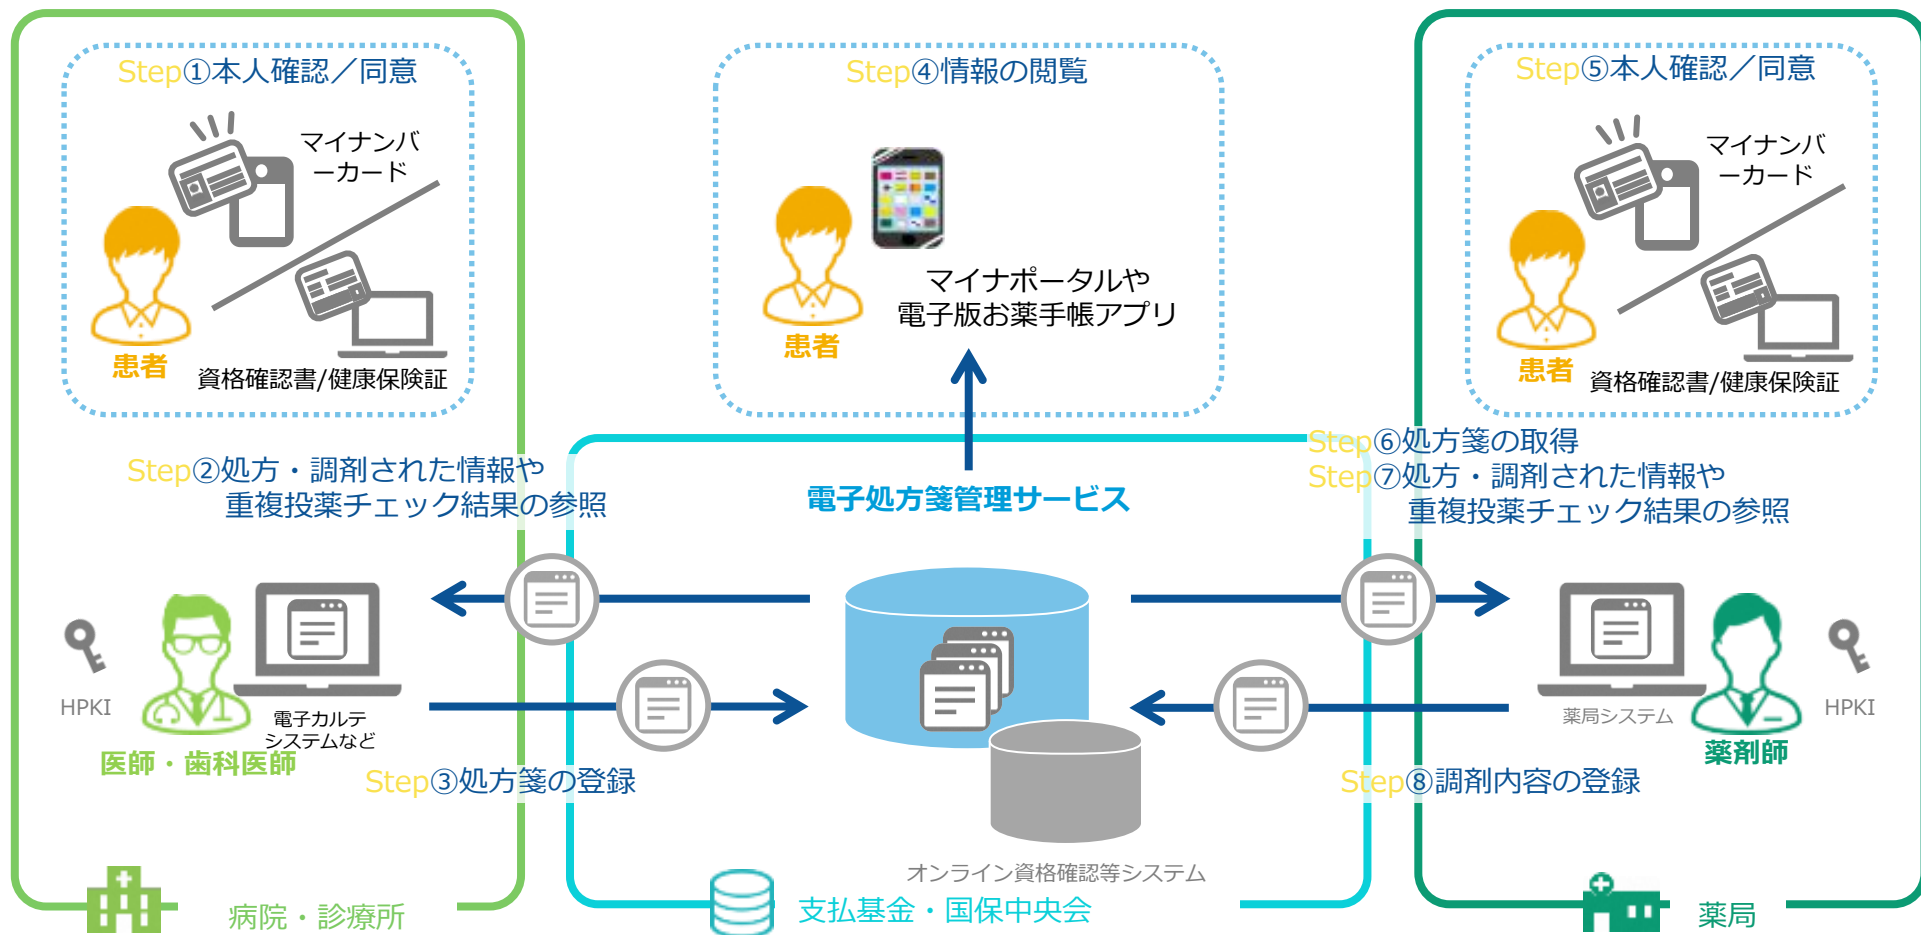 Step①本人確認／同意
マイナンバ
ーカード
患者
資格確認書/健康保険証
Step②処方・調剤された情報や
重複投薬チェック結果の参照
HPKI
電子カルテ
システムなど
医師・歯科医師
Step③処方箋の登録
病院・診療所
Step④情報の閲覧
マイナポータルや
電子版お薬手帳アプリ
患者
電子処方箋管理サービス
オンライン資格確認等システム
支払基金・国保中央会
Step⑤本人確認／同意
マイナンバ
ーカード
患者
資格確認書/健康保険証
Step⑥処方箋の取得
Step⑦処方・調剤された情報や
重複投薬チェック結果の参照
薬局システム
HPKI
薬剤師
Step⑧調剤内容の登録
薬局